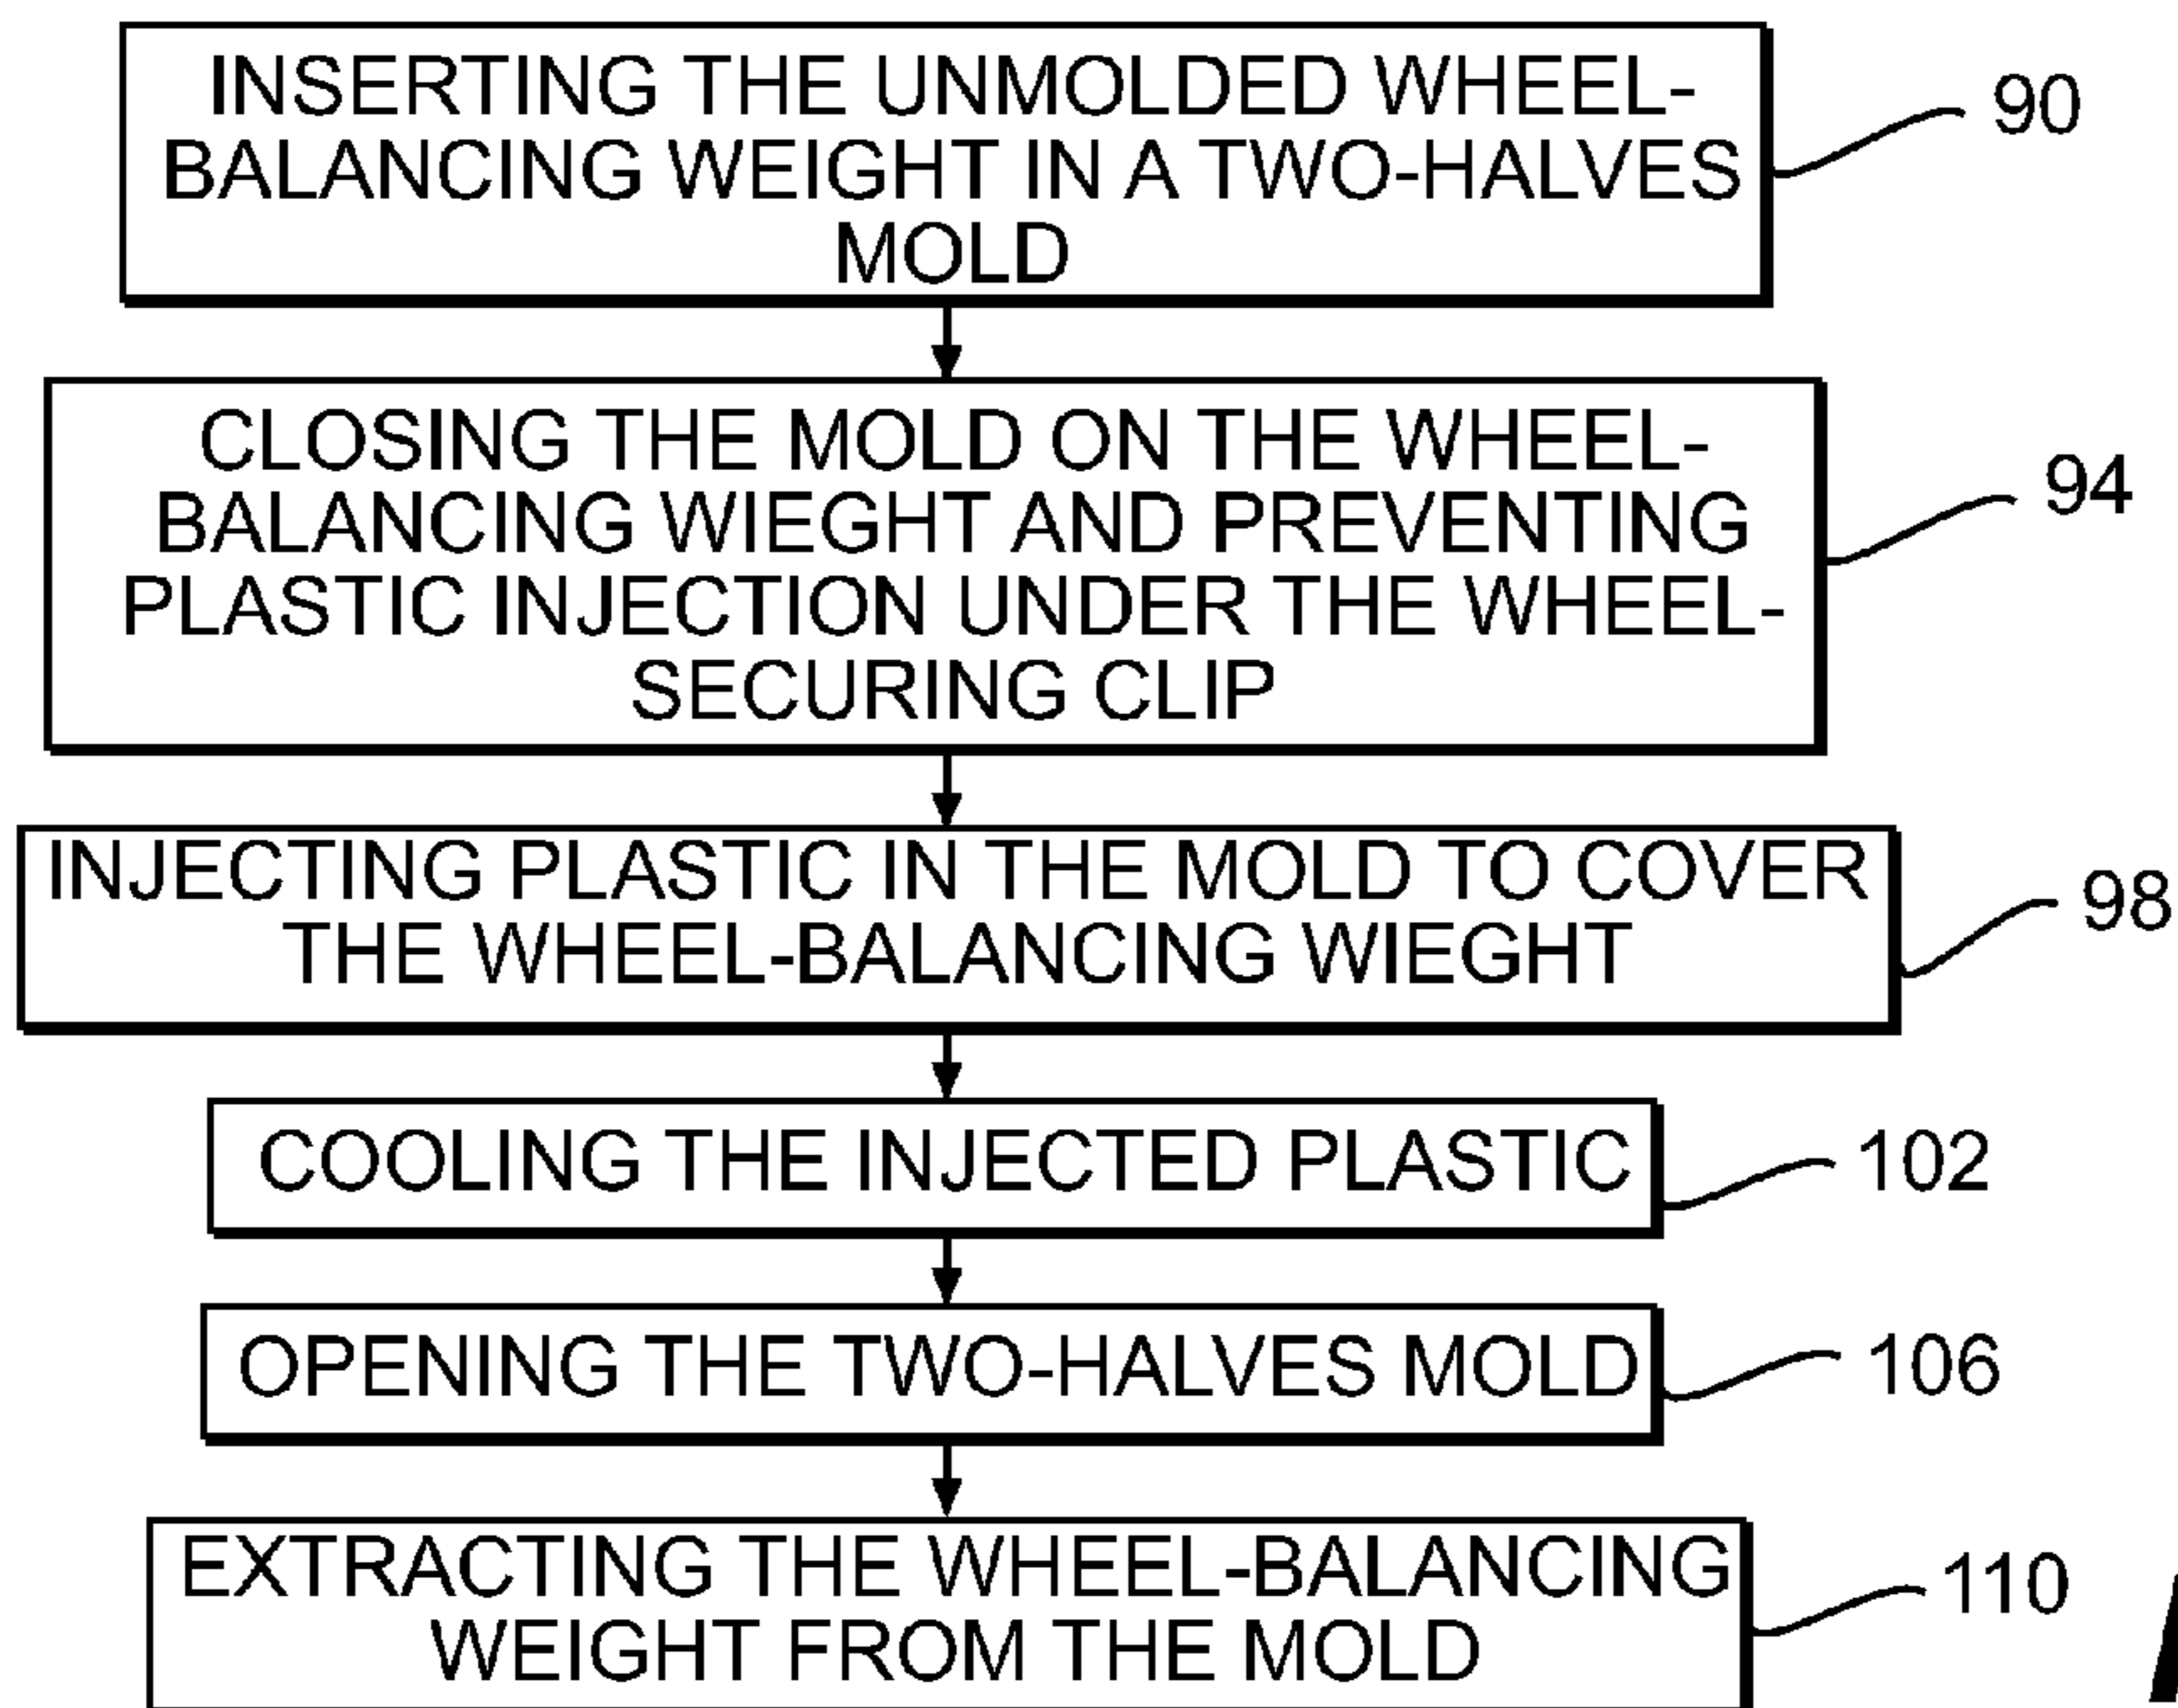 INSERTING THE UNMOLDED WHEEL-
BALANCING WEIGHT IN A TWO-HALVES
MOLD
90
CLOSING THE MOLD ON THE WHEEL-
BALANCING WIEGHT AND PREVENTING
PLASTIC INJECTION UNDER THE WHEEL-
SECURING CLIP
94
INJECTING PLASTIC IN THE MOLD TO COVER
THE WHEEL-BALANCING WIEGHT
98
COOLING THE INJECTED PLASTIC
102
OPENING THE TWO-HALVES MOLD
106
EXTRACTING THE WHEEL-BALANCING
WEIGHT FROM THE MOLD
110